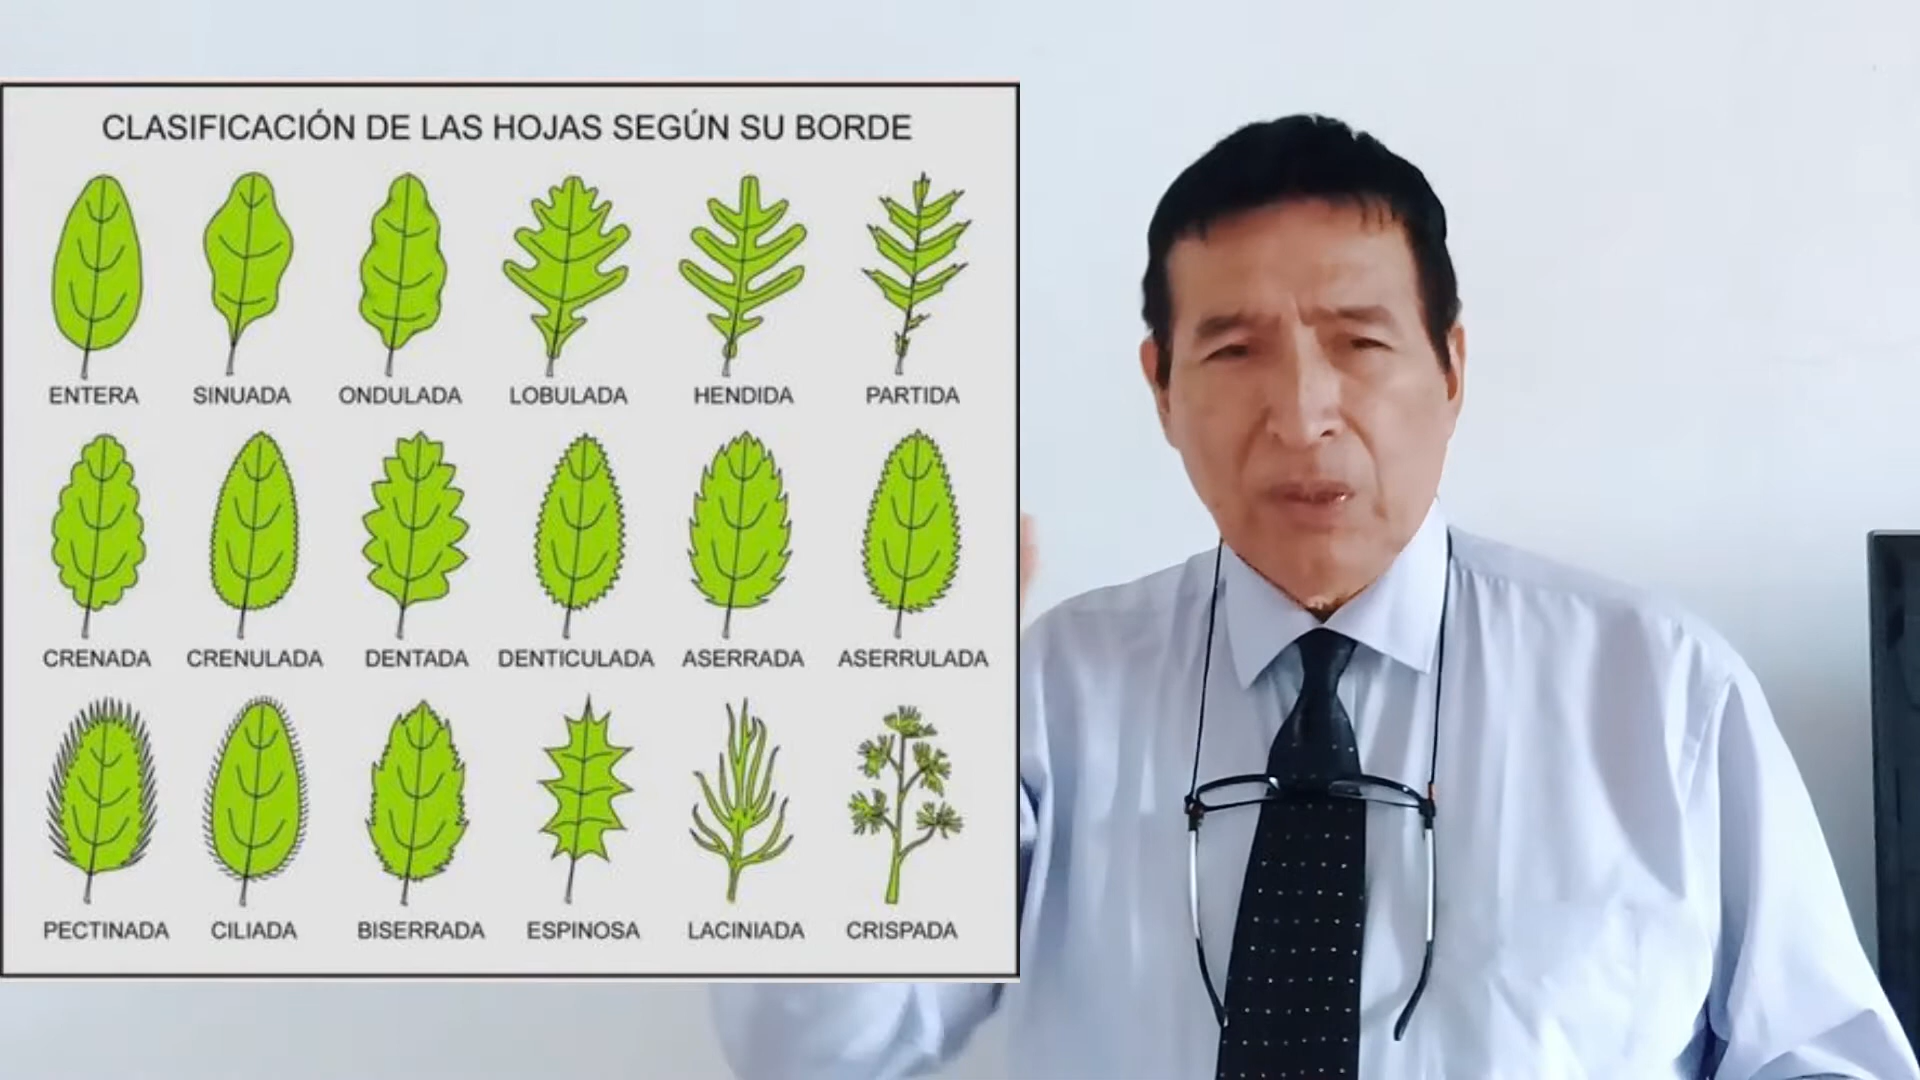 CLASIFICACIÓN DE LAS HOJAS SEGÚN SU BORDE
ENTERA SINUADA ONDULADA LOBULADA HENDIDA PARTIDA
CRENADA CRENULADA DENTADA DENTICULADA ASERRADA ASERRULADA
PECTINADA CILIADA BISERRADA ESPINOSA LACINIADA CRISPADA